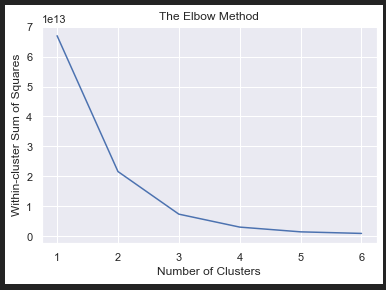 The Elbow Method
1e13
7
6
5
4
3
2
1
0
Within-cluster Sum of Squares
1 2 3 4 5 6
Number of Clusters